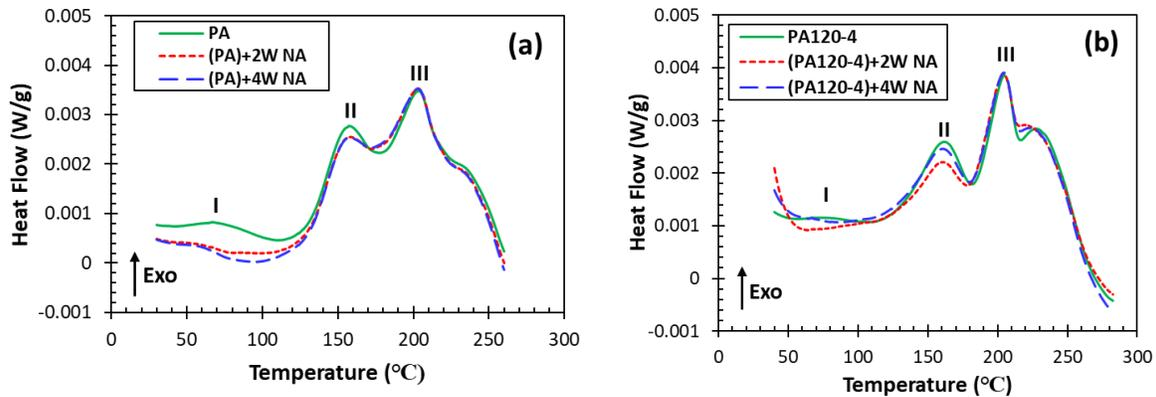 PA
(PA)+2W NA
(PA)+4W NA
(a)
I
II
III
Exo
Heat Flow (W/g)
0.005
0.004
0.003
0.002
0.001
0
-0.001
0 50 100 150 200 250 300
Temperature (°C)
PA120-4
(PA120-4)+2W NA
(PA120-4)+4W NA
(b)
I
II
III
Exo
Heat Flow (W/g)
0.005
0.004
0.003
0.002
0.001
0
-0.001
0 50 100 150 200 250 300
Temperature (°C)